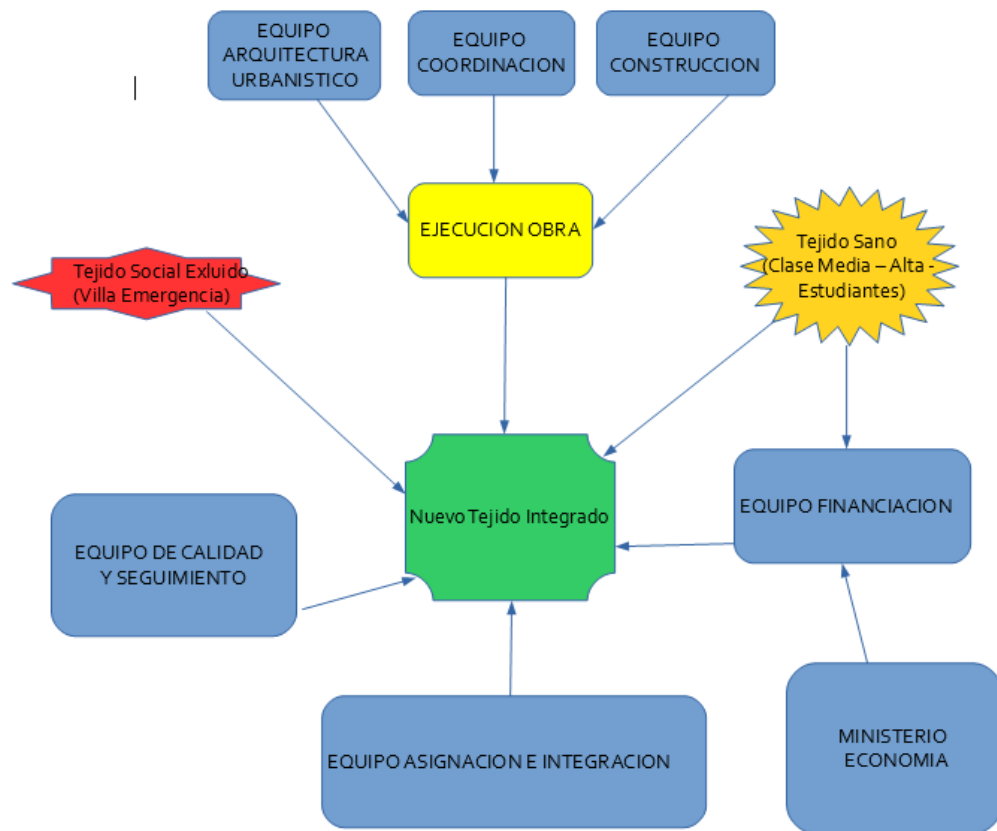 EQUIPO
ARQUITECTURA
URBANISTICO
EQUIPO
COORDINACION
EQUIPO
CONSTRUCCION
EJECUCION OBRA
Tejido Social Exluido
(Villa Emergencia)
Tejido Sano
(Clase Media – Alta -
Estudiantes)
Nuevo Tejido Integrado
EQUIPO FINANCIACION
EQUIPO DE CALIDAD
Y SEGUIMIENTO
EQUIPO ASIGNACION E INTEGRACION
MINISTERIO
ECONOMIA